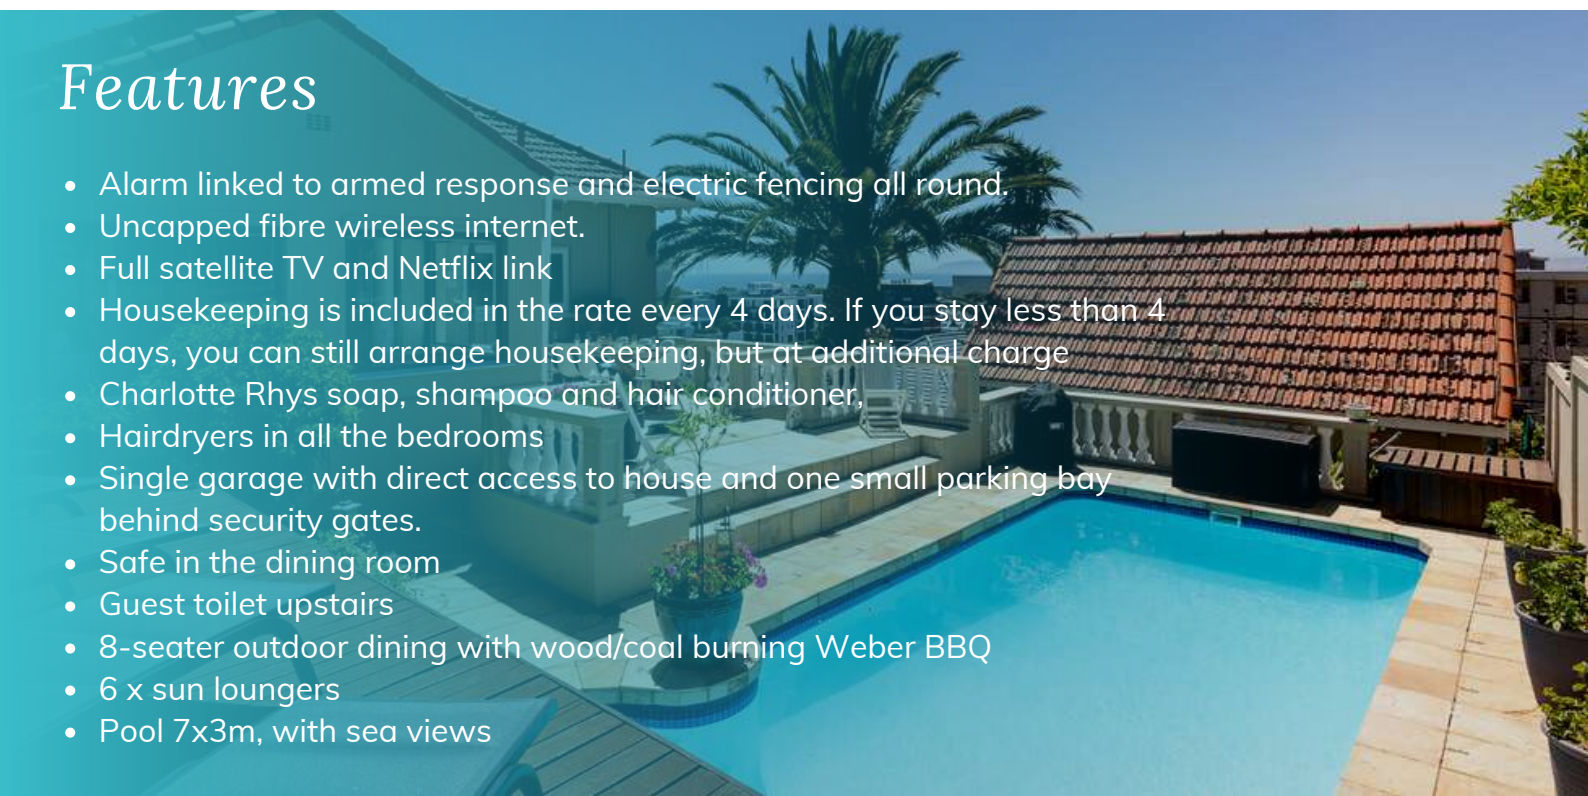 Features
• Alarm linked to armed response and electric fencing all round.
• Uncapped fibre wireless internet.
• Full satellite TV and Netflix link
• Housekeeping is included in the rate every 4 days. If you stay less than 4
days, you can still arrange housekeeping, but at additional charge
• Charlotte Rhys soap, shampoo and hair conditioner,
• Hairdryers in all the bedrooms
• Single garage with direct access to house and one small parking bay
behind security gates.
• Safe in the dining room
• Guest toilet upstairs
• 8-seater outdoor dining with wood/coal burning Weber BBQ
• 6 x sun loungers
• Pool 7x3m, with sea views